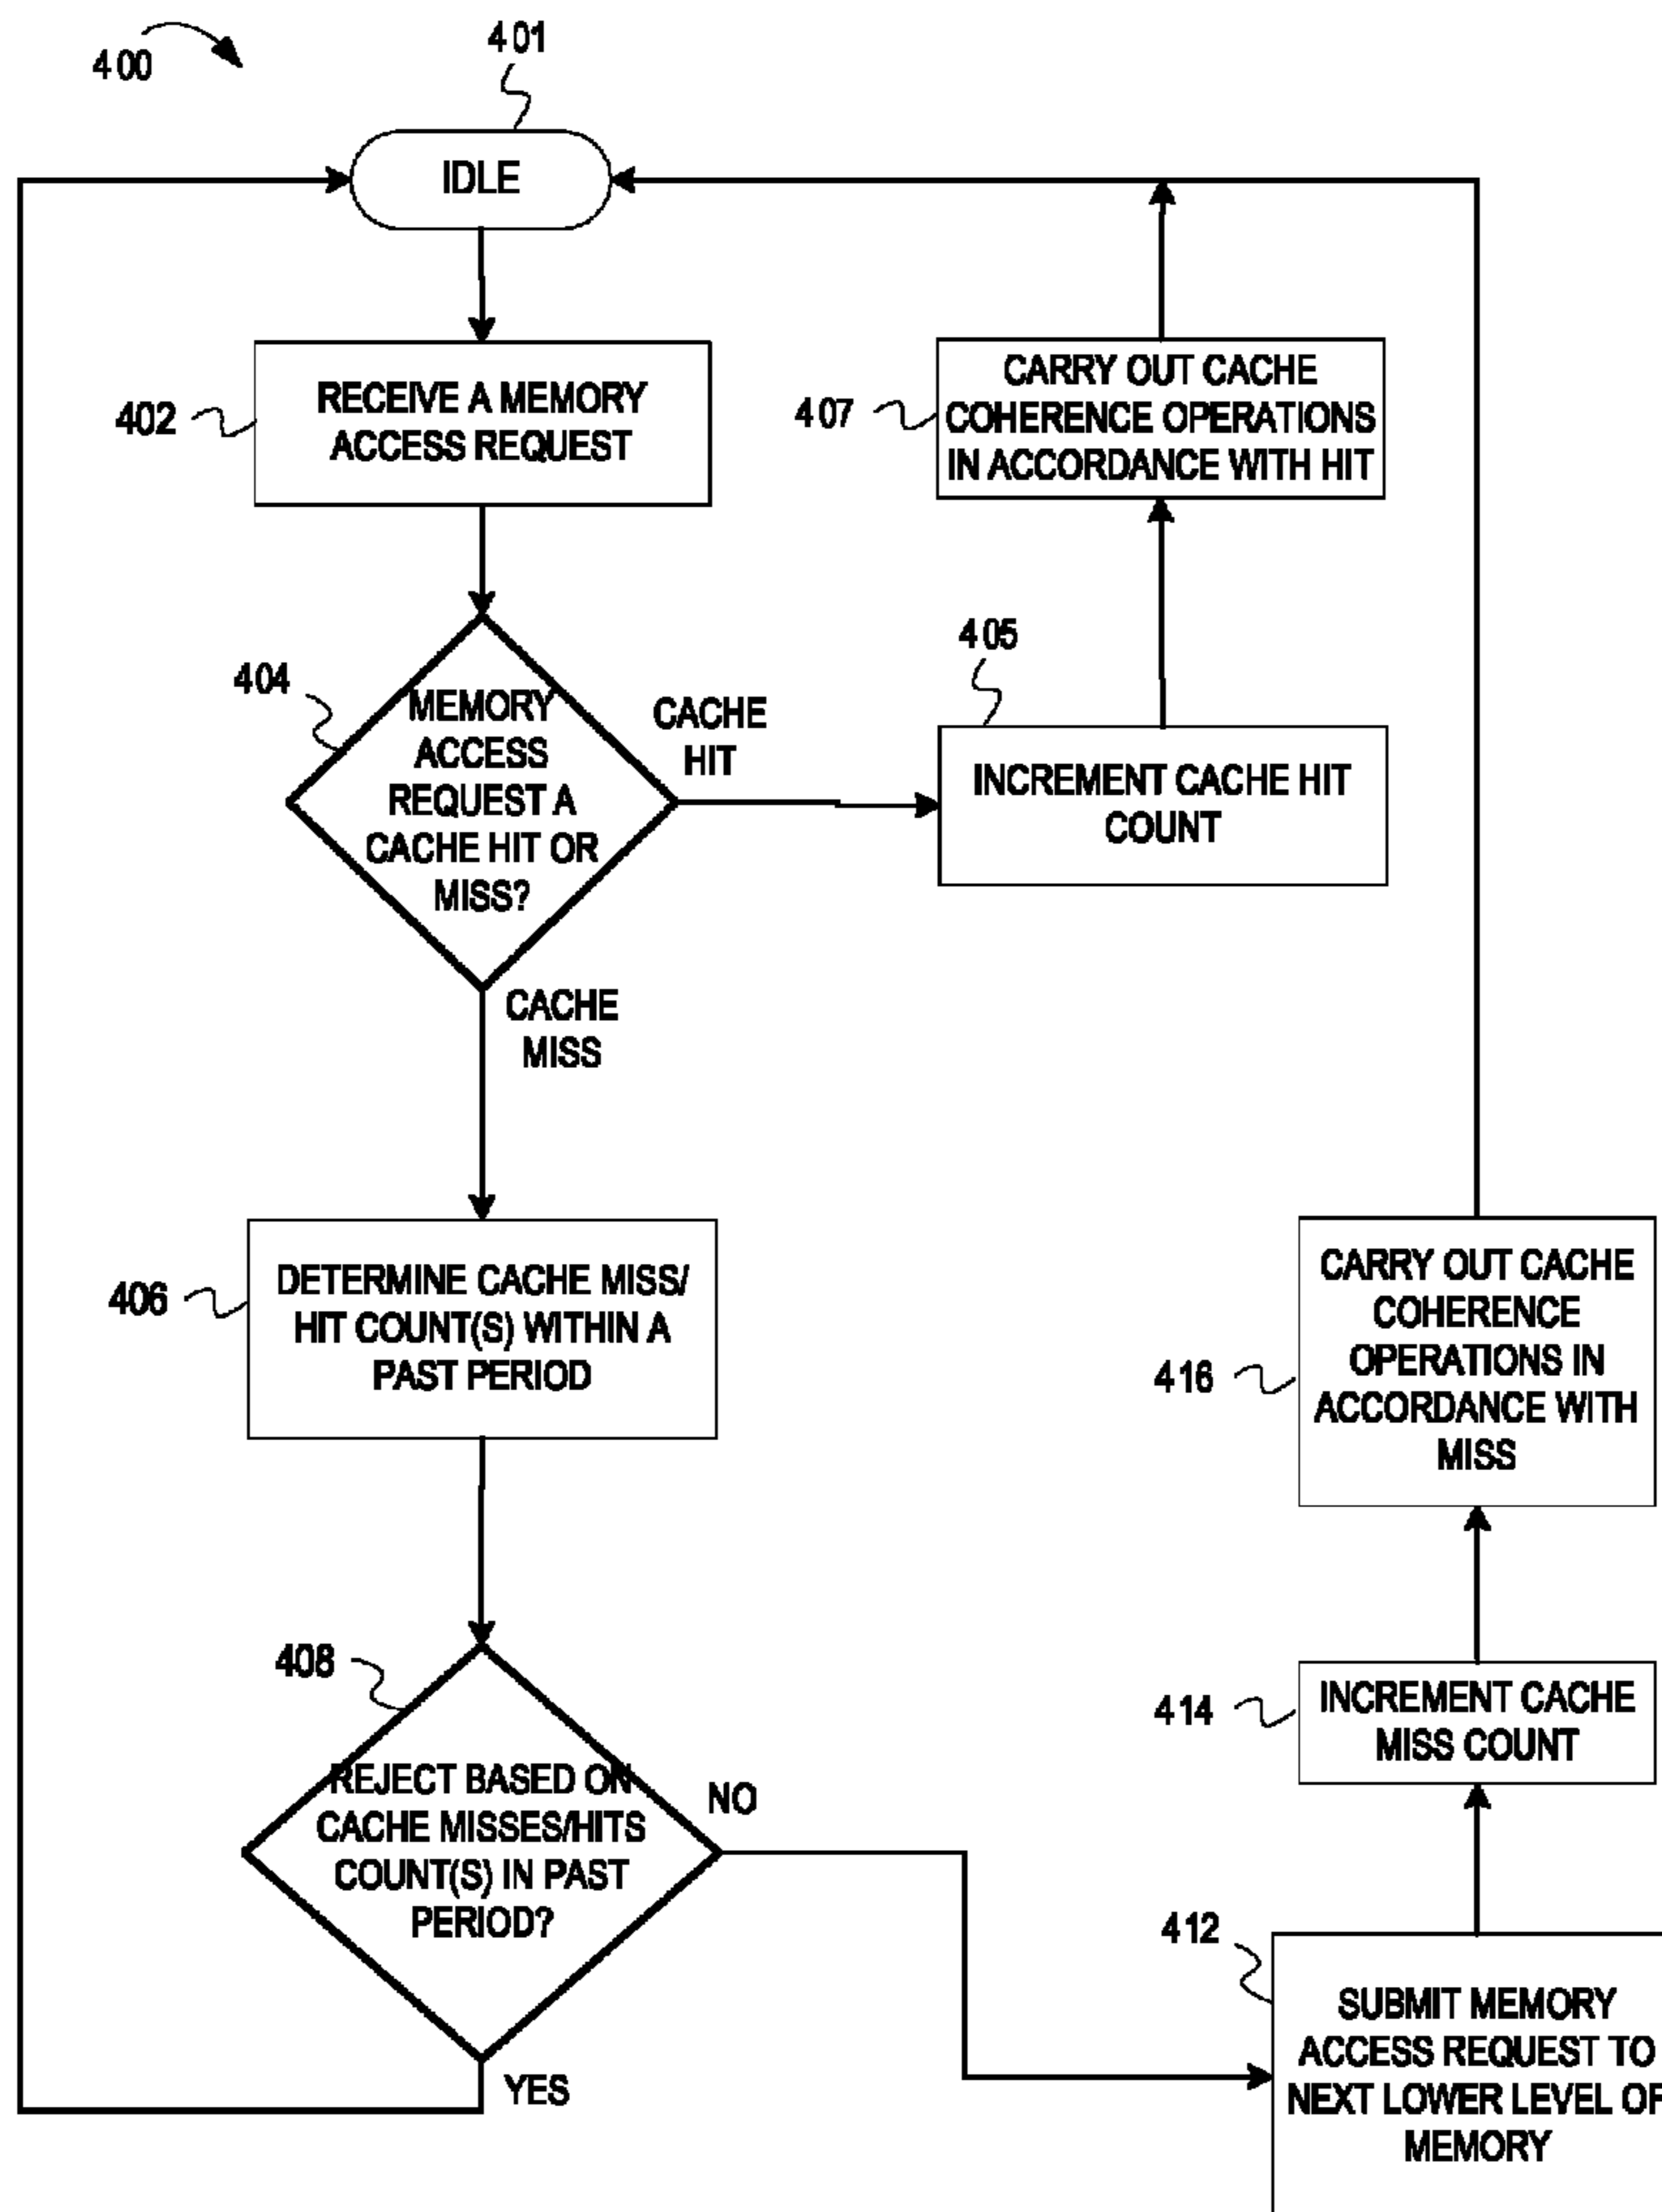 400
401
IDLE
402
RECEIVE A MEMORY
ACCESS REQUEST
407
CARRY OUT CACHE
COHERENCE OPERATIONS
IN ACCORDANCE WITH HIT
404
MEMORY
ACCESS
REQUEST A
CACHE HIT OR
MISS?
CACHE
HIT
405
INCREMENT CACHE HIT
COUNT
CACHE
MISS
406
DETERMINE CACHE MISS/
HIT COUNT(S) WITHIN A
PAST PERIOD
416
CARRY OUT CACHE
COHERENCE
OPERATIONS IN
ACCORDANCE WITH
MISS
408
REJECT BASED ON
CACHE MISSES/HITS
COUNT(S) IN PAST
PERIOD?
NO
YES
414
INCREMENT CACHE
MISS COUNT
412
SUBMIT MEMORY
ACCESS REQUEST TO
NEXT LOWER LEVEL OF
MEMORY